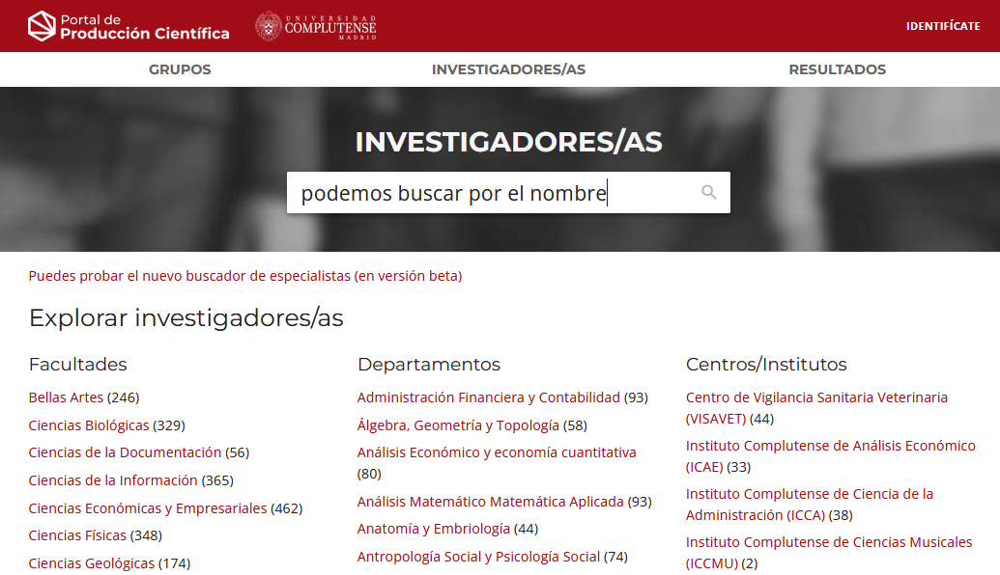 Portal de
Producción Científica
UNIVERSIDAD
COMPLUTENSE
MADRID
IDENTIFÍCATE
GRUPOS
INVESTIGADORES/AS
RESULTADOS
INVESTIGADORES/AS
podemos buscar por el nombre
Puedes probar el nuevo buscador de especialistas (en versión beta)
Explorar investigadores/as
Facultades
Bellas Artes (246)
Ciencias Biológicas (329)
Ciencias de la Documentación (56)
Ciencias de la Información (365)
Ciencias Económicas y Empresariales (462)
Ciencias Físicas (348)
Ciencias Geológicas (174)
Departamentos
Administración Financiera y Contabilidad (93)
Álgebra, Geometría y Topología (58)
Análisis Económico y economía cuantitativa
(80)
Análisis Matemático Matemática Aplicada (93)
Anatomía y Embriología (44)
Antropología Social y Psicología Social (74)
Centros/Institutos
Centro de Vigilancia Sanitaria Veterinaria
(VISAVET) (44)
Instituto Complutense de Análisis Económico
(ICAE) (33)
Instituto Complutense de Ciencia de la
Administración (ICCA) (38)
Instituto Complutense de Ciencias Musicales
(ICCMU) (2)